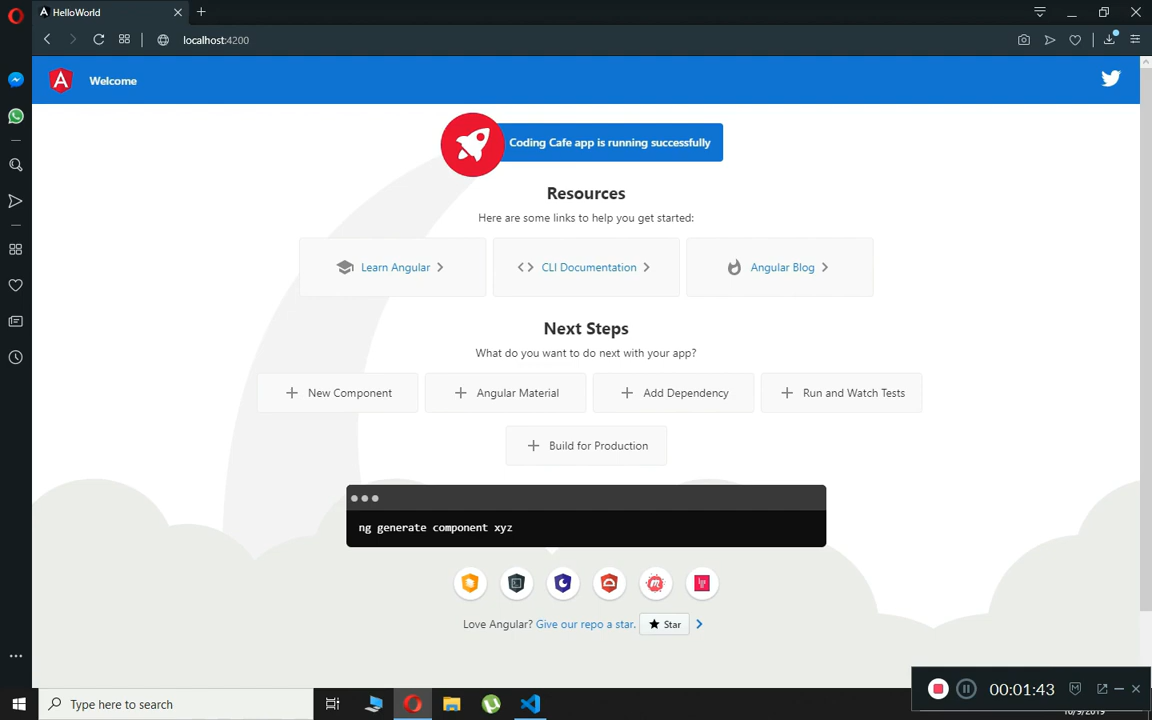 HelloWorld
localhost:4200
Welcome
Coding Cafe app is running successfully
Resources
Here are some links to help you get started:
Learn Angular
CLI Documentation
Angular Blog
Next Steps
What do you want to do next with your app?
New Component
Angular Material
Add Dependency
Run and Watch Tests
Build for Production
ng generate component xyz
Love Angular? Give our repo a star. Star
00:01:43
Type here to search
10/9/2019